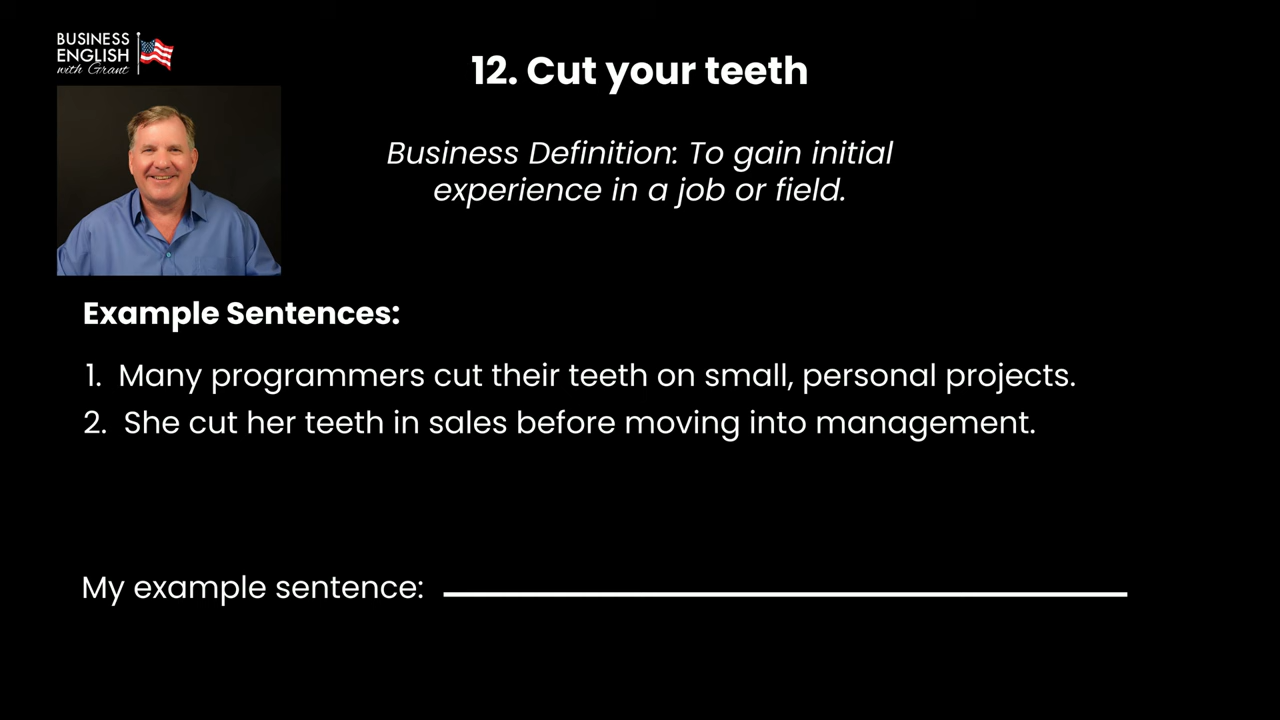 BUSINESS
ENGLISH
with Grant
12. Cut your teeth
Business Definition: To gain initial
experience in a job or field.
Example Sentences:
1. Many programmers cut their teeth on small, personal projects.
2. She cut her teeth in sales before moving into management.
My example sentence: